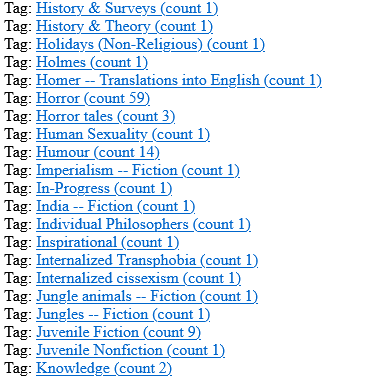 Tag: History & Surveys (count 1)
Tag: History & Theory (count 1)
Tag: Holidays (Non-Religious) (count 1)
Tag: Holmes (count 1)
Tag: Homer -- Translations into English (count 1)
Tag: Horror (count 59)
Tag: Horror tales (count 3)
Tag: Human Sexuality (count 1)
Tag: Humour (count 14)
Tag: Imperialism -- Fiction (count 1)
Tag: In-Progress (count 1)
Tag: India -- Fiction (count 1)
Tag: Individual Philosophers (count 1)
Tag: Inspirational (count 1)
Tag: Internalized Transphobia (count 1)
Tag: Internalized cissexism (count 1)
Tag: Jungle animals -- Fiction (count 1)
Tag: Jungles -- Fiction (count 1)
Tag: Juvenile Fiction (count 9)
Tag: Juvenile Nonfiction (count 1)
Tag: Knowledge (count 2)